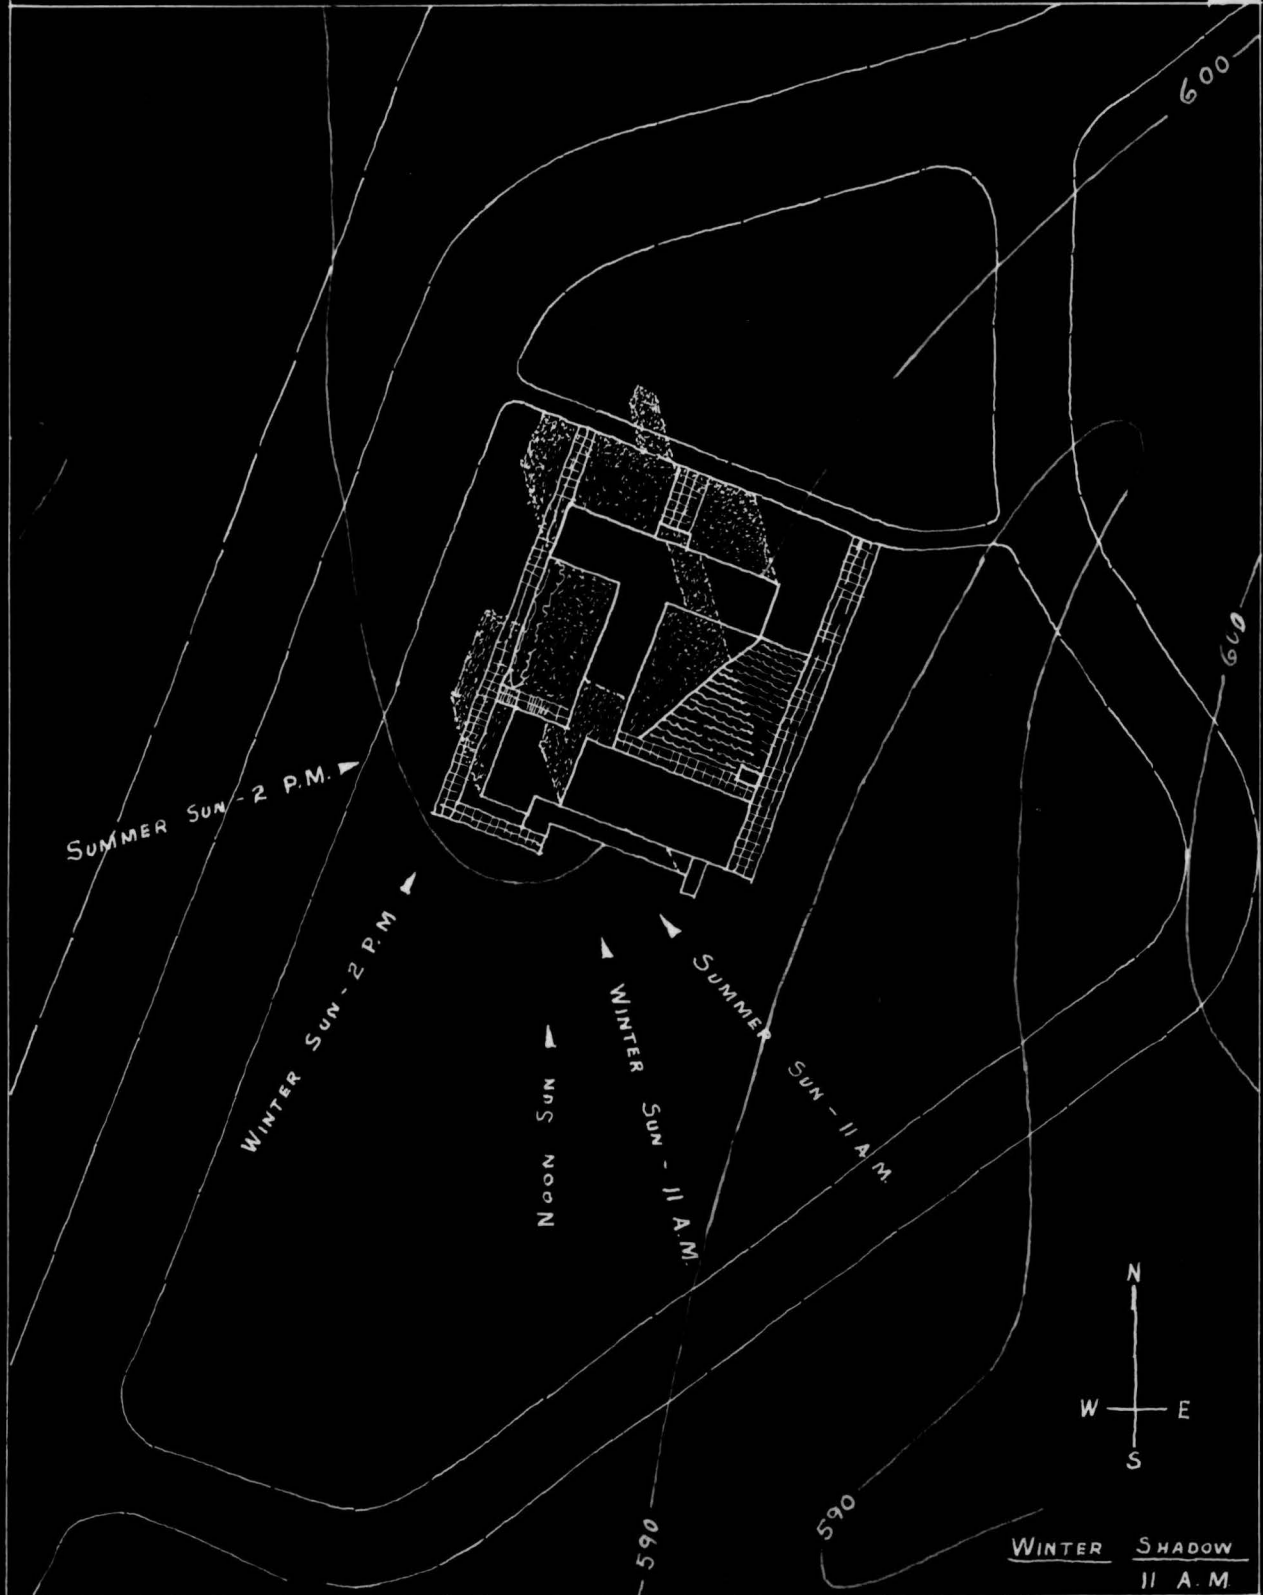 600
600
SUMMER SUN - 2 P.M.
WINTER SUN - 2 P.M
NOON SUN
WINTER SUN - 11 A.M.
SUMMER SUN - 11 A M.
N
W E
S
590
590
WINTER SHADOW
11 A.M